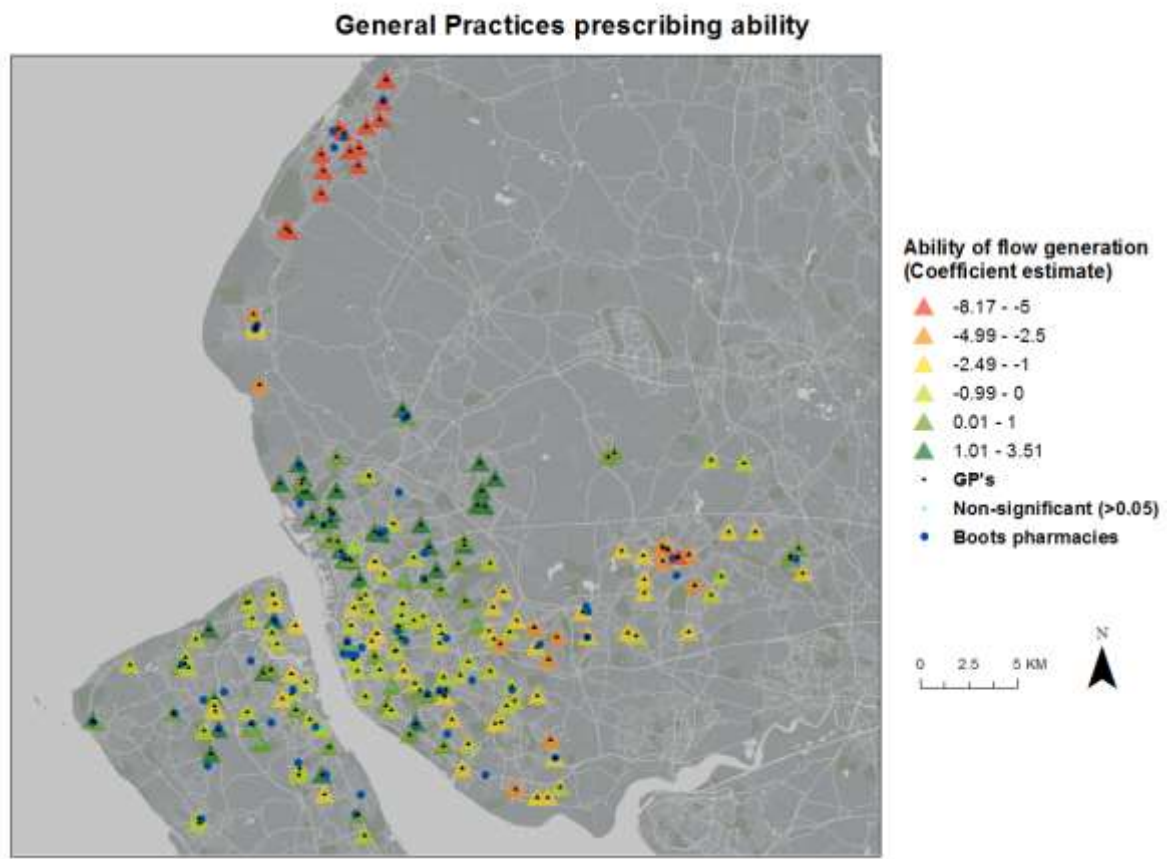 General Practices prescribing ability
Ability of flow generation
(Coefficient estimate)
-8.17 - -5
-4.99 - -2.5
-2.49 - -1
-0.99 - 0
0.01 - 1
1.01 - 3.51
GP's
Non-significant (>0.05)
Boots pharmacies
N
0 2.5 5 KM